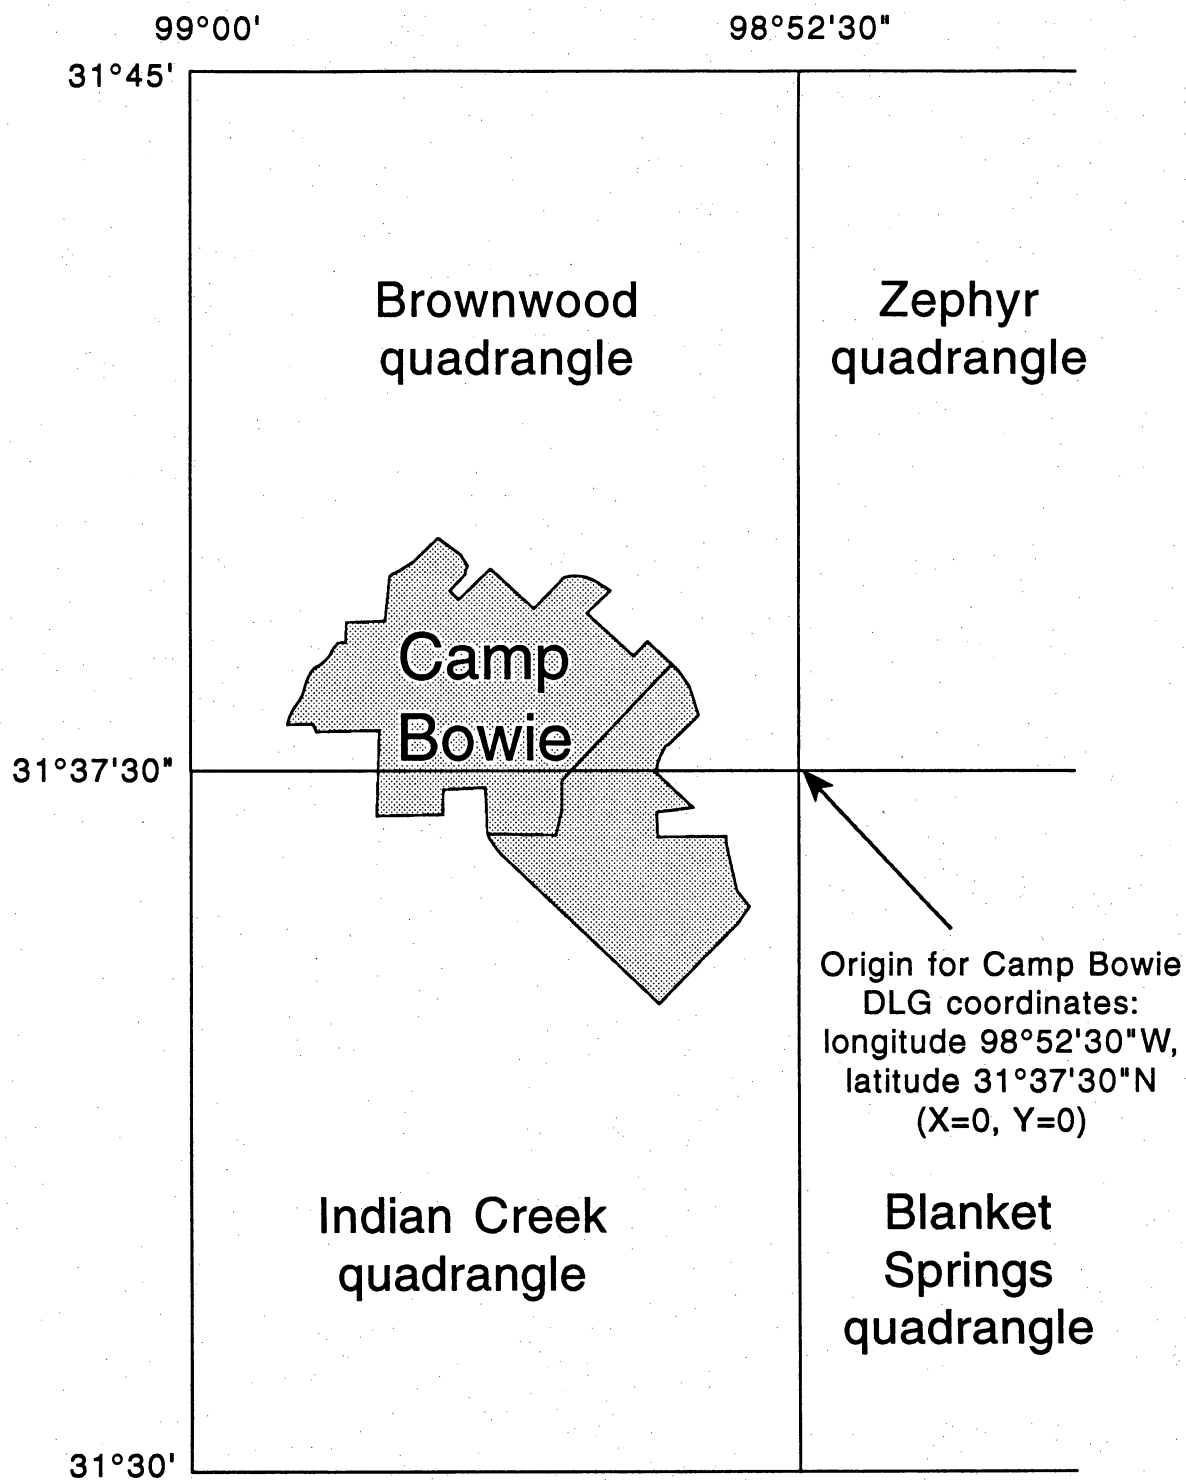 99°00'
98°52'30"
31°45'
Brownwood
quadrangle
Zephyr
quadrangle
Camp
Bowie
31°37'30"
Origin for Camp Bowie
DLG coordinates:
longitude 98°52'30"W,
latitude 31°37'30"N
(X=0, Y=0)
Indian Creek
quadrangle
Blanket
Springs
quadrangle
31°30'